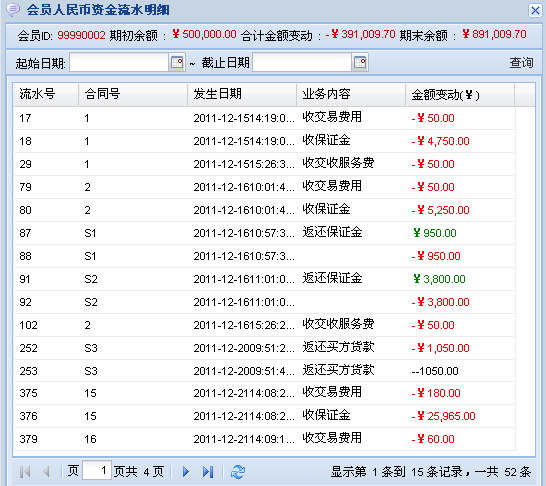 会员人民币资金流水明细
会员ID: 99990002 期初余额：￥500,000.00 合计金额变动：-￥391,009.70 期末余额：￥891,009.70
起始日期: ~ 截止日期 查询
流水号 合同号 发生日期 业务内容 金额变动(￥)
17 1 2011-12-1514:19:0... 收交易费用 -￥50.00
18 1 2011-12-1514:19:0... 收保证金 -￥4,750.00
29 1 2011-12-1515:26:3... 收交收服务费 -￥50.00
79 2 2011-12-1610:01:4... 收交易费用 -￥50.00
80 2 2011-12-1610:01:4... 收保证金 -￥5,250.00
87 S1 2011-12-1610:57:3... 返还保证金 ￥950.00
88 S1 2011-12-1610:57:3... -￥950.00
91 S2 2011-12-1611:01:0... 返还保证金 ￥3,800.00
92 S2 2011-12-1611:01:0... -￥3,800.00
102 2 2011-12-1615:26:2... 收交收服务费 -￥50.00
252 S3 2011-12-2009:51:2... 返还买方货款 -￥1,050.00
253 S3 2011-12-2009:51:4... 返还买方货款 --1050.00
375 15 2011-12-2114:08:2... 收交易费用 -￥180.00
376 15 2011-12-2114:08:2... 收保证金 -￥25,965.00
379 16 2011-12-2114:09:1... 收交易费用 -￥60.00
页 1 页共 4 页 显示第 1 条到 15 条记录，一共 52 条